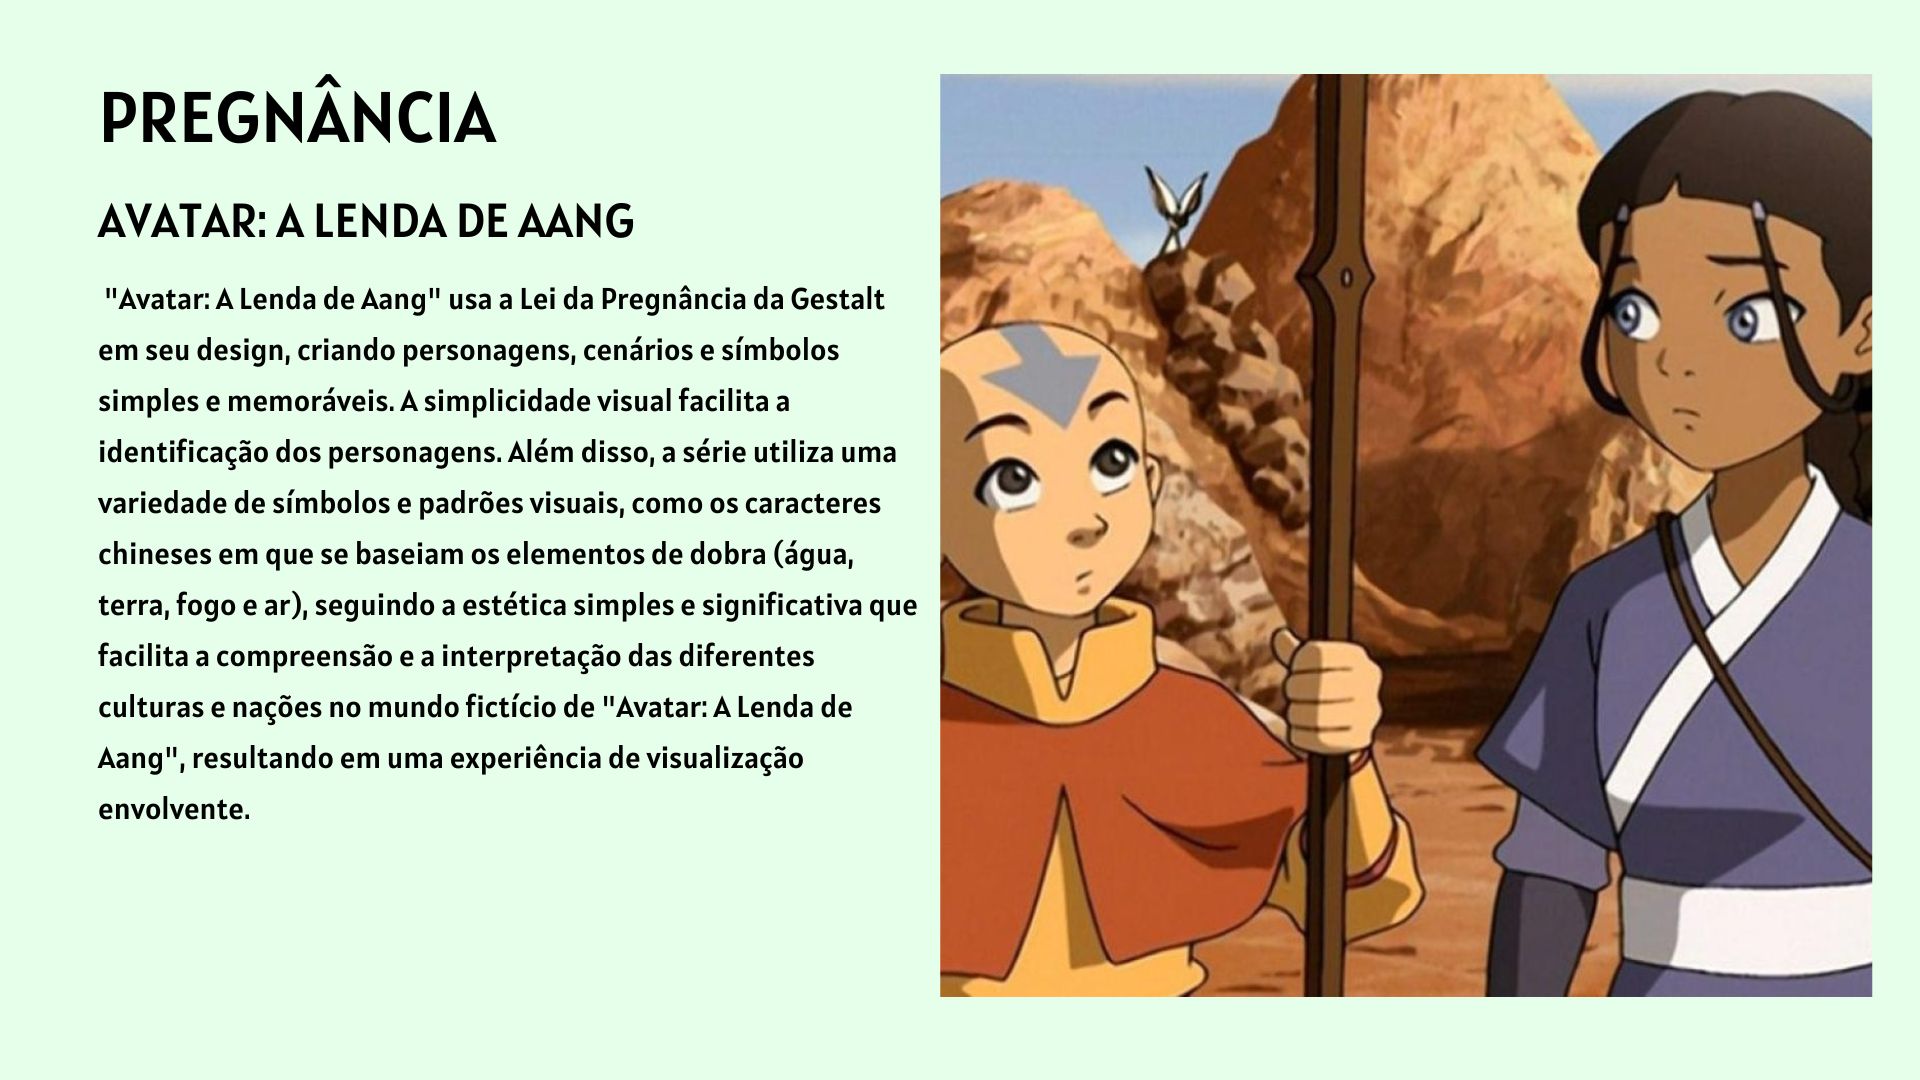 PREGNÂNCIA
AVATAR: A LENDA DE AANG
"Avatar: A Lenda de Aang" usa a Lei da Pregnância da Gestalt
em seu design, criando personagens, cenários e símbolos
simples e memoráveis. A simplicidade visual facilita a
identificação dos personagens. Além disso, a série utiliza uma
variedade de símbolos e padrões visuais, como os caracteres
chineses em que se baseiam os elementos de dobra (água,
terra, fogo e ar), seguindo a estética simples e significativa que
facilita a compreensão e a interpretação das diferentes
culturas e nações no mundo fictício de "Avatar: A Lenda de
Aang", resultando em uma experiência de visualização
envolvente.